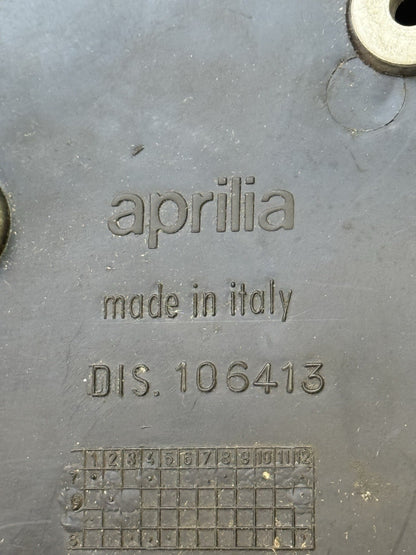 aprilia
made in italy
DIS. 106413
1 2 3 4 5 6 7 8 9 10 11 12